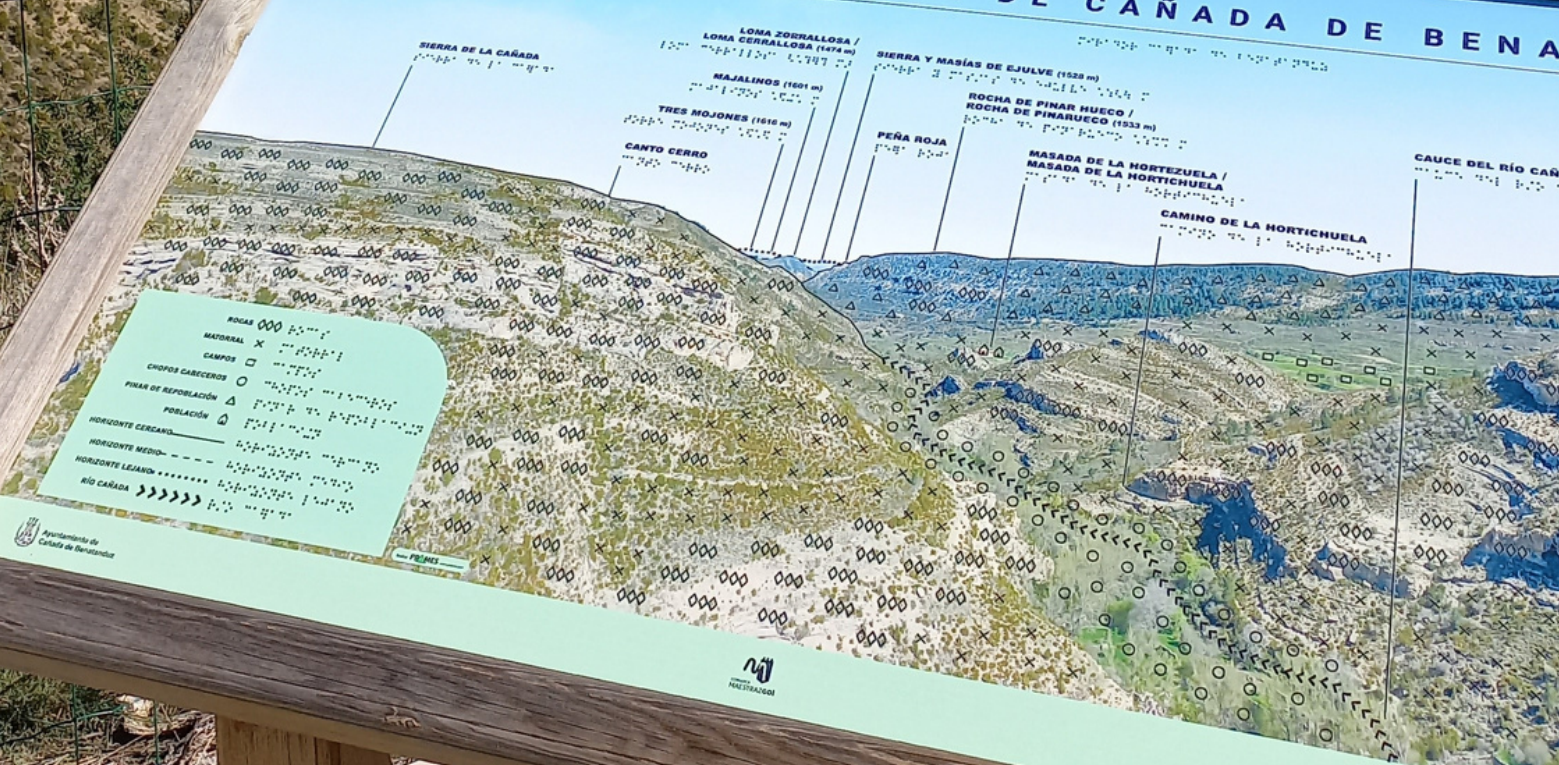 DE CAÑADA DE BENA
SIERRA DE LA CAÑADA
LOMA ZORRALLOSA /
LOMA CERRALLOSA (1474 m)
MAJALINOS (1601 m)
TRES MOJONES (1616 m)
CANTO CERRO
SIERRA Y MASÍAS DE EJULVE (1528 m)
ROCHA DE PINAR HUECO /
ROCHA DE PINARUECO (1533 m)
PEÑA ROJA
MASADA DE LA HORTEZUELA /
MASADA DE LA HORTICHUELA
CAMINO DE LA HORTICHUELA
CAUCE DEL RÍO CAÑ
ROCAS
MATORRAL
CAMPOS
CHOPOS CABECEROS
PINAR DE REPOBLACIÓN
POBLACIÓN
HORIZONTE CERCANO
HORIZONTE MEDIO
HORIZONTE LEJANO
RÍO CAÑADA
Ayuntamiento de
Cañada de Benatanduz
PRAMES
COMARCA
MAESTRAZGO